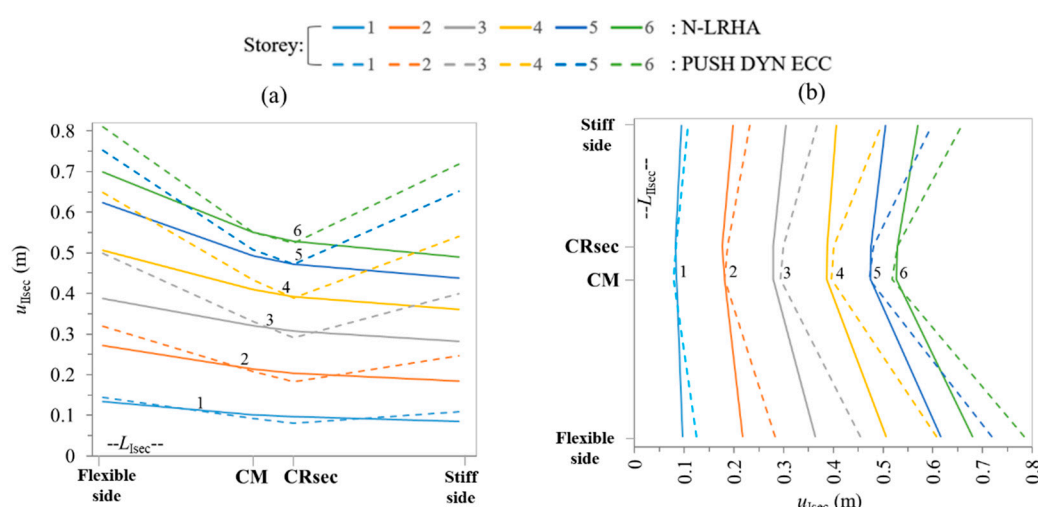 1 2 3 4 5 6 : N-LRHA
Storey:
1 2 3 4 5 6 : PUSH DYN ECC
(a)
0.8
0.7
0.6
0.5
0.4
0.3
0.2
0.1
0
uIIsec (m)
6
5
4
3
2
1
--LIsec--
Flexible side
CM
CRsec
Stiff side
(b)
Stiff side
CRsec
CM
Flexible side
--LIIsec--
1 2 3 4 5 6
0 0.1 0.2 0.3 0.4 0.5 0.6 0.7 0.8
uIsec (m)